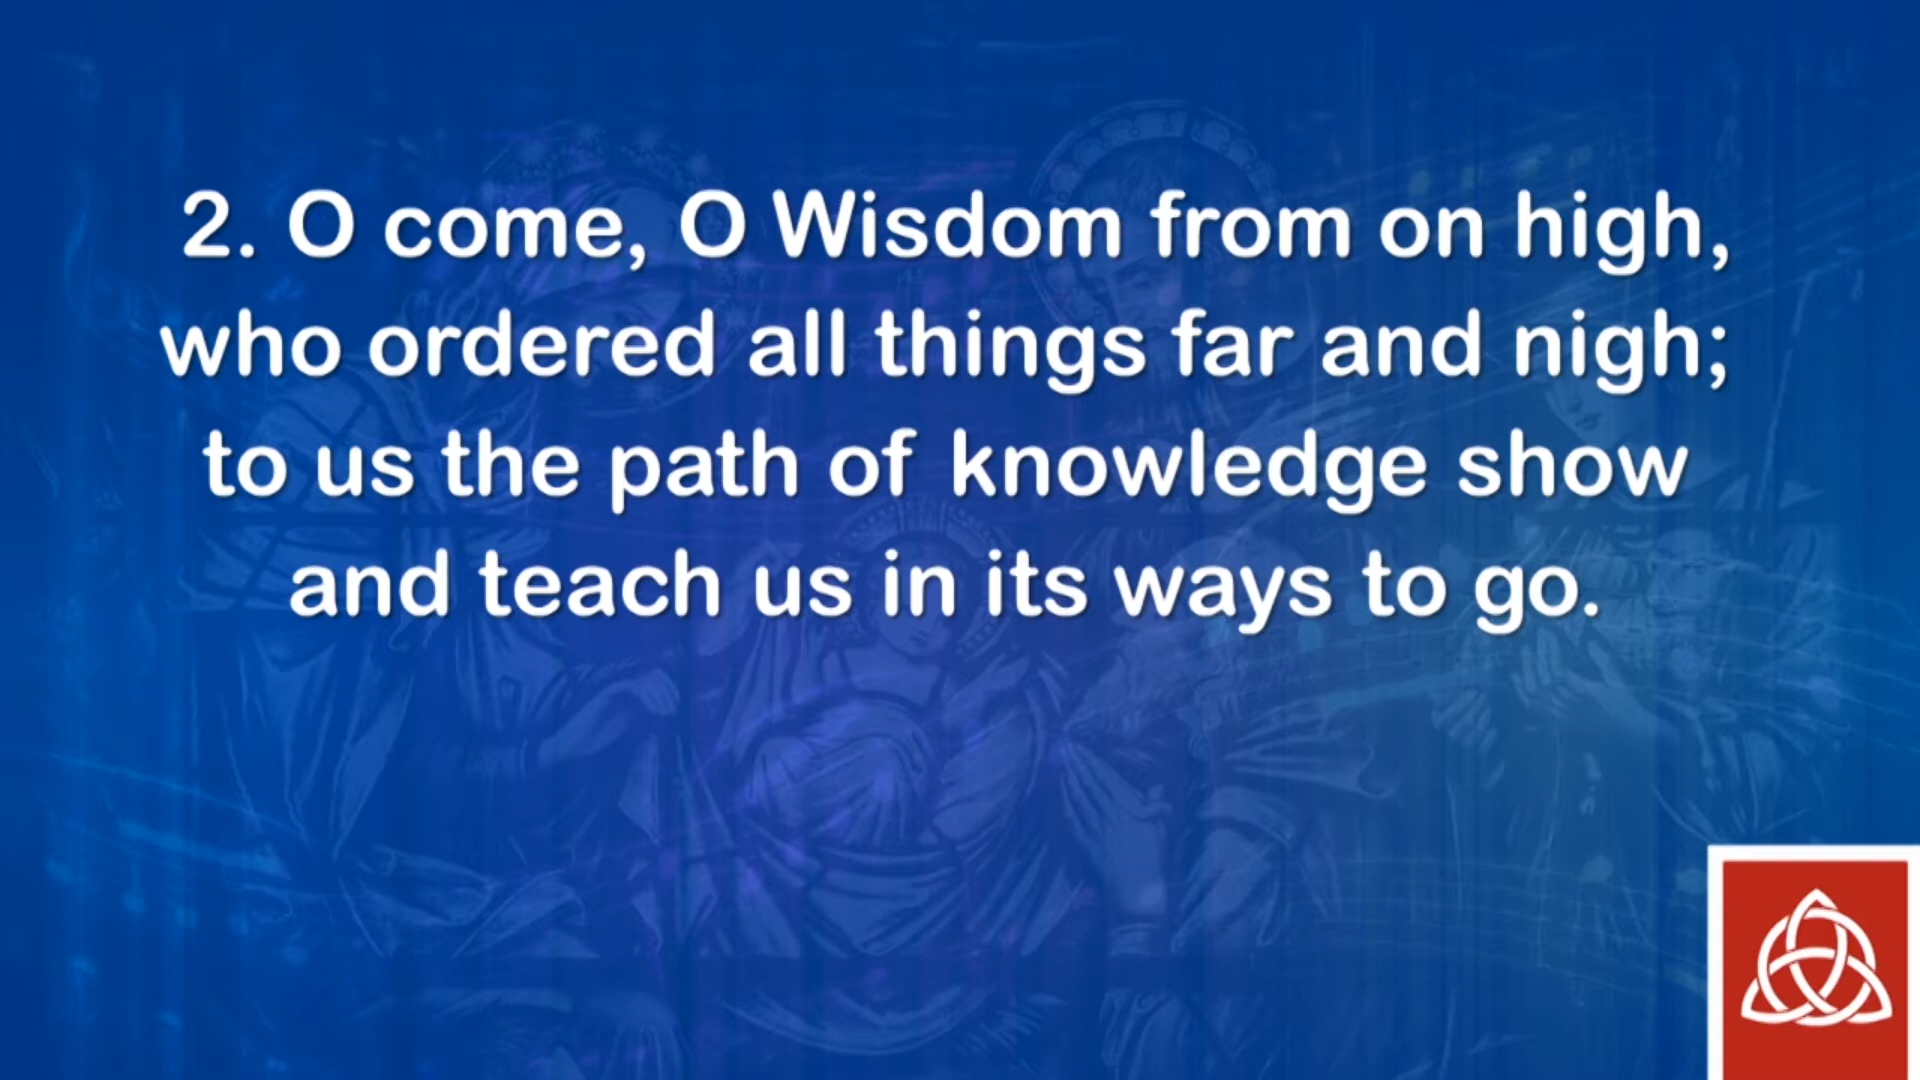 2. O come, O Wisdom from on high,
who ordered all things far and nigh;
to us the path of knowledge show
and teach us in its ways to go.